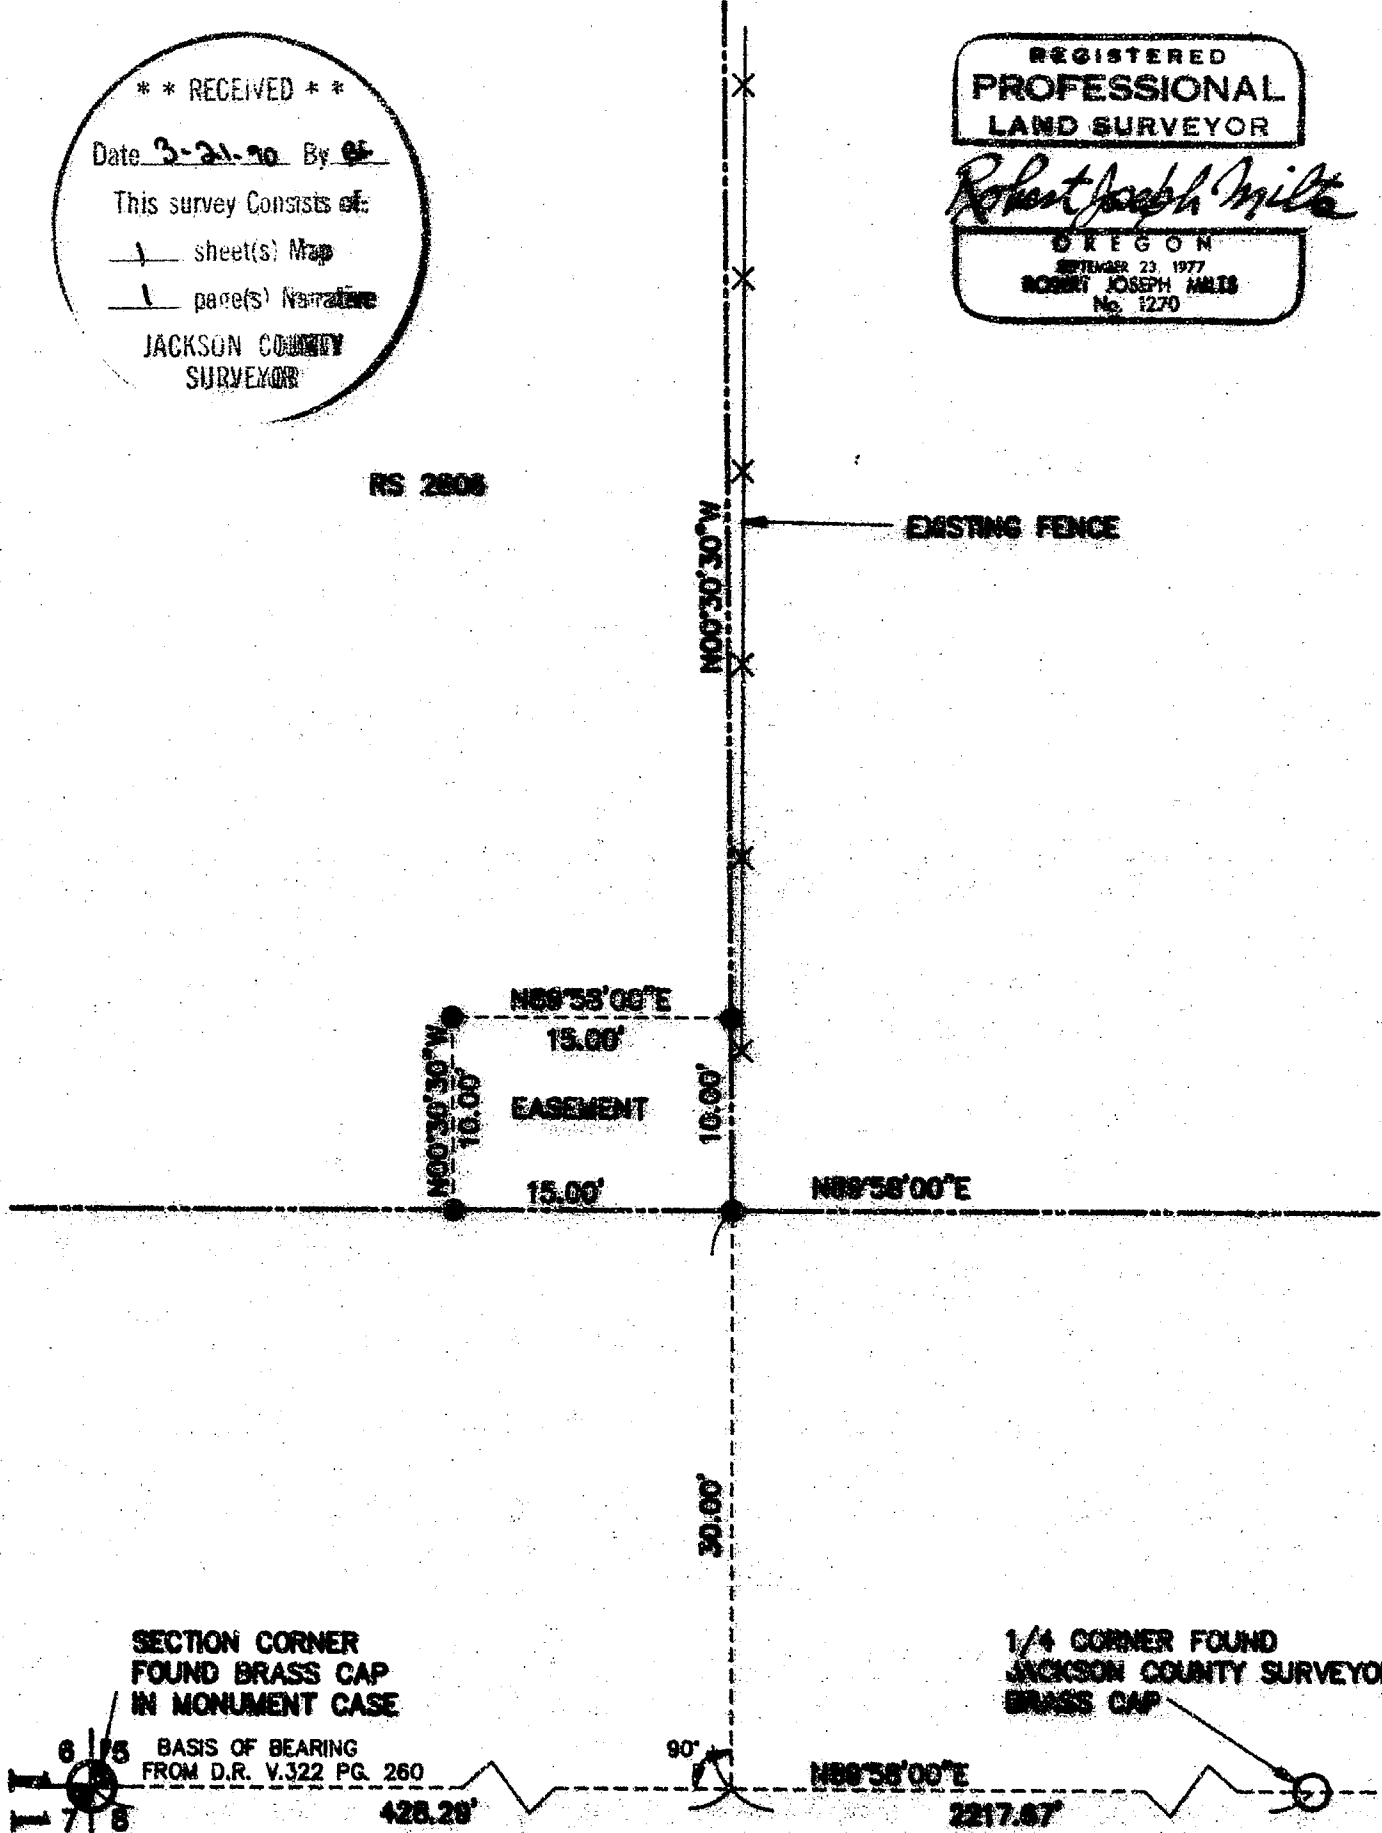 * * RECEIVED * *
Date 3-21-90 By
This survey Consists of:
1 sheet(s) Map
1 page(s) Narrative
JACKSON COUNTY
SURVEYOR
REGISTERED
PROFESSIONAL
LAND SURVEYOR
Robert Joseph Milts
OREGON
SEPTEMBER 23, 1977
ROBERT JOSEPH MILTS
No. 1270
RS 2606
EXISTING FENCE
N00°30'30"W
N89°58'00"E
15.00'
N00°30'30"W
10.00'
EASEMENT
10.00'
15.00'
N89°58'00"E
30.00'
SECTION CORNER
FOUND BRASS CAP
IN MONUMENT CASE
1/4 CORNER FOUND
JACKSON COUNTY SURVEYOR
BRASS CAP
6 5
BASIS OF BEARING
FROM D.R. V.322 PG. 260
7 8
428.29'
90°
N89°58'00"E
2217.67'